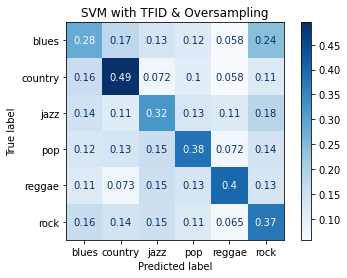 SVM with TFID & Oversampling
True label
blues 0.28 0.17 0.13 0.12 0.058 0.24
country 0.16 0.49 0.072 0.1 0.058 0.11
jazz 0.14 0.11 0.32 0.13 0.11 0.18
pop 0.12 0.13 0.15 0.38 0.072 0.14
reggae 0.11 0.073 0.15 0.13 0.4 0.13
rock 0.16 0.14 0.15 0.11 0.065 0.37
blues country jazz pop reggae rock
Predicted label
0.45
0.40
0.35
0.30
0.25
0.20
0.15
0.10